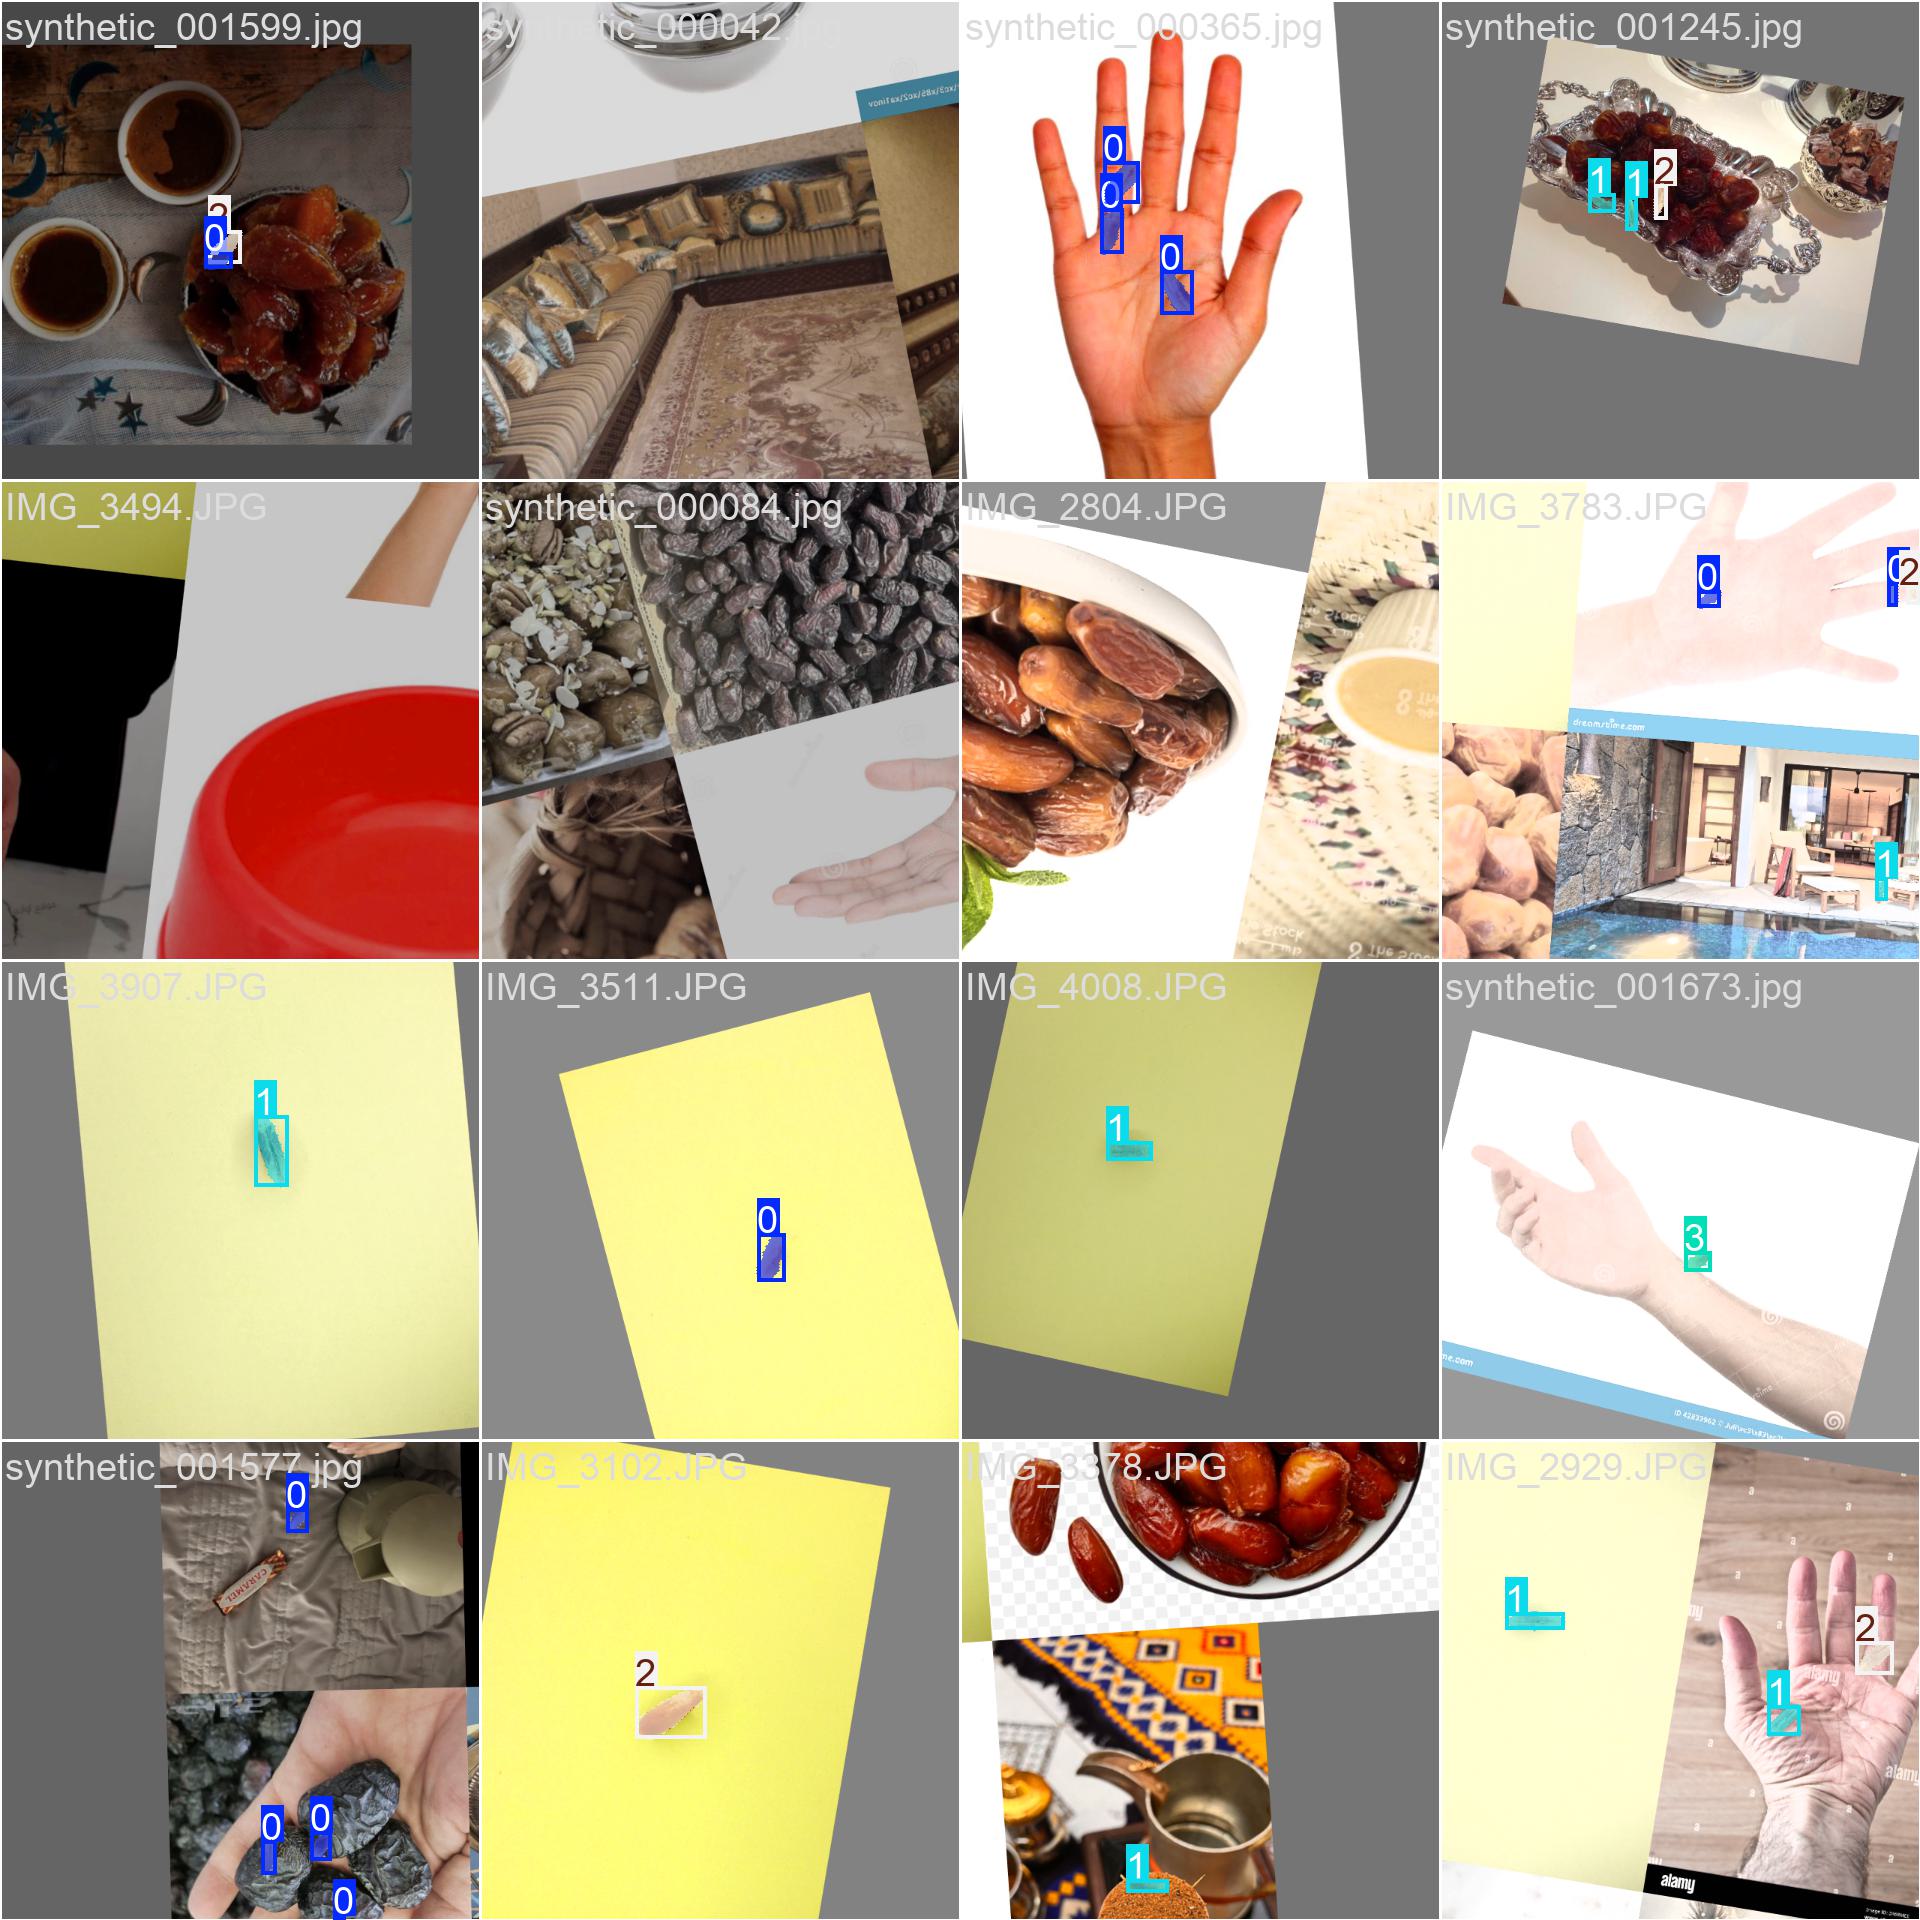 synthetic_001599.jpg
synthetic_000042.jpg
synthetic_000365.jpg
synthetic_001245.jpg
2
0
0
0
0
1
1
2
IMG_3494.JPG
synthetic_000084.jpg
IMG_2804.JPG
IMG_3783.JPG
0
0
2
dreamstime.com
1
IMG_3907.JPG
IMG_3511.JPG
IMG_4008.JPG
synthetic_001673.jpg
1
0
1
3
synthetic_001577.jpg
IMG_3102.JPG
IMG_3378.JPG
IMG_2929.JPG
0
CARAMEL
0
0
0
2
1
1
2
1
alamy
alamy